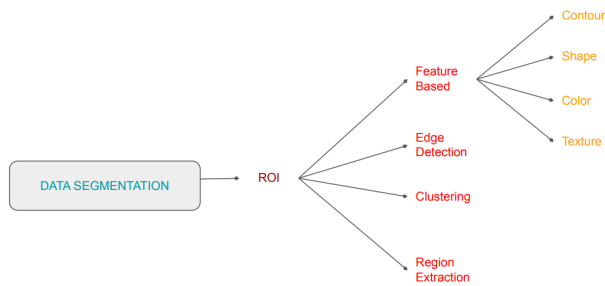 DATA SEGMENTATION
ROI
Feature
Based
Edge
Detection
Clustering
Region
Extraction
Contour
Shape
Color
Texture